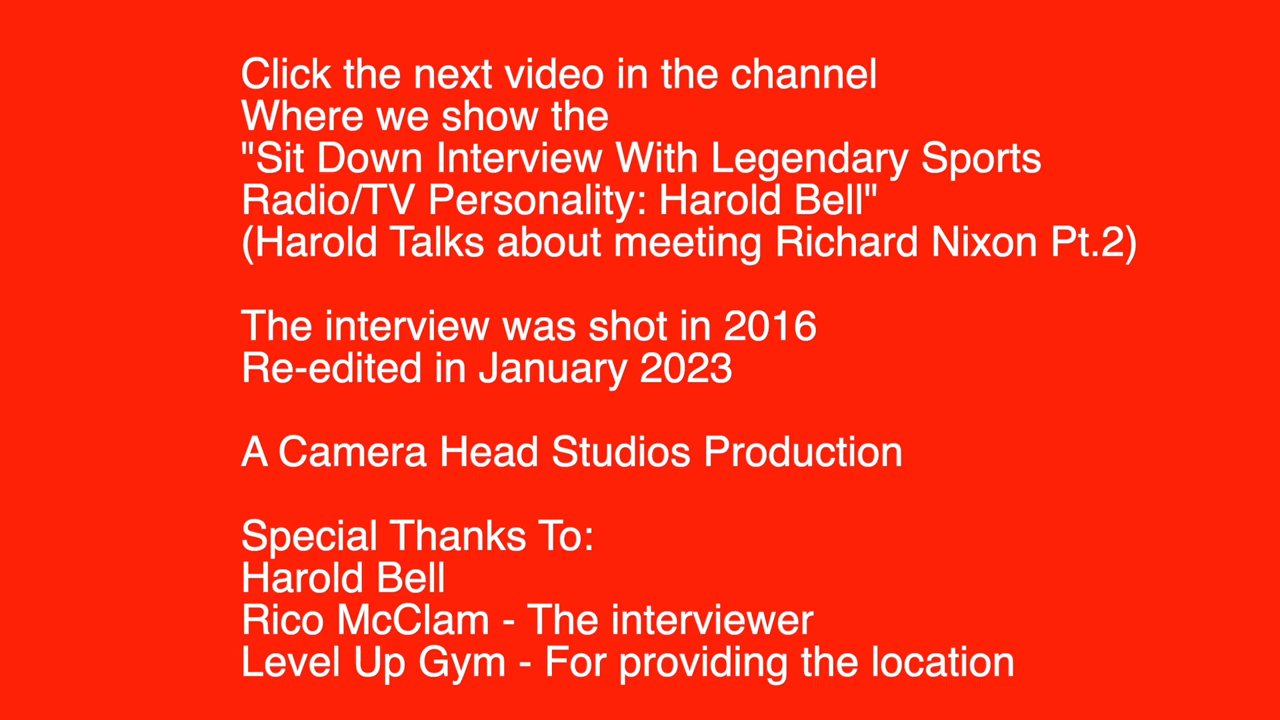 Click the next video in the channel
Where we show the
"Sit Down Interview With Legendary Sports
Radio/TV Personality: Harold Bell"
(Harold Talks about meeting Richard Nixon Pt.2)
The interview was shot in 2016
Re-edited in January 2023
A Camera Head Studios Production
Special Thanks To:
Harold Bell
Rico McClam - The interviewer
Level Up Gym - For providing the location